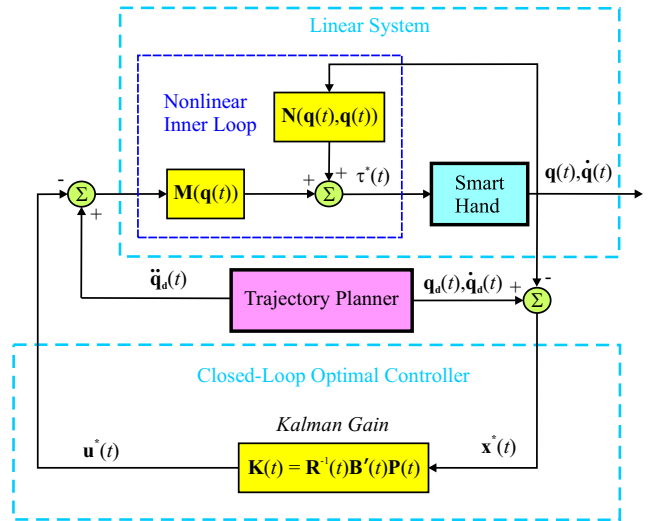 Linear System
Nonlinear
Inner Loop
N(q(t),q(t))
-
Σ
+
M(q(t))
+
+
Σ
τ*(t)
Smart
Hand
q(t),q̇(t)
q̈d(t)
Trajectory Planner
qd(t),q̇d(t)
+
-
Σ
Closed-Loop Optimal Controller
Kalman Gain
u*(t)
K(t) = R⁻¹(t)B′(t)P(t)
x*(t)